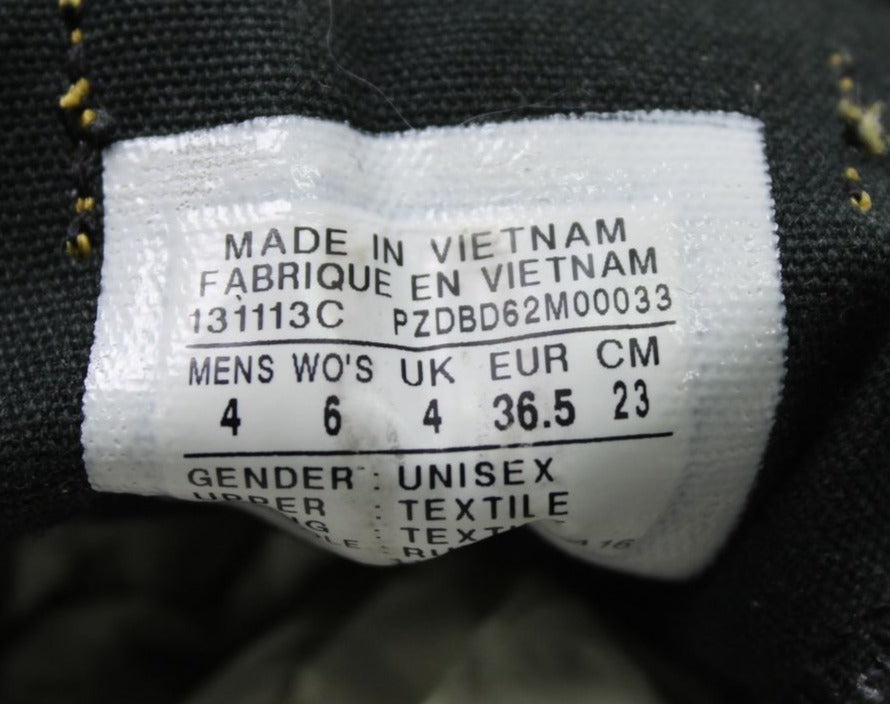 MADE IN VIETNAM
FABRIQUE EN VIETNAM
131113C PZDBD62M00033
MENS WO'S UK EUR CM
4 6 4 36.5 23
GENDER : UNISEX
UPPER : TEXTILE